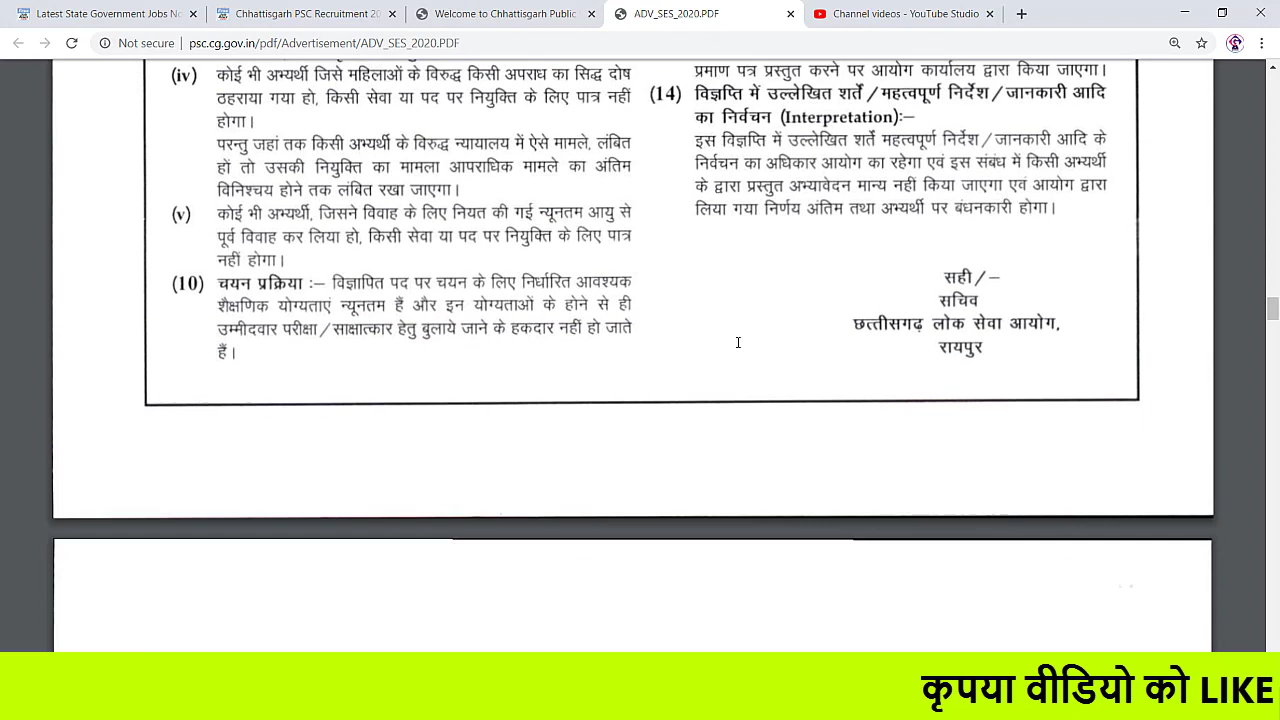 Latest State Government Jobs N
Chhattisgarh PSC Recruitment 20
Welcome to Chhattisgarh Public
ADV_SES_2020.PDF
Channel videos - YouTube Studio
Not secure
psc.cg.gov.in/pdf/Advertisement/ADV_SES_2020.PDF
(iv) कोई भी अभ्यर्थी जिसे महिलाओं के विरुद्ध किसी अपराध का सिद्ध दोष
ठहराया गया हो, किसी सेवा या पद पर नियुक्ति के लिए पात्र नहीं
होगा।
परन्तु जहां तक किसी अभ्यर्थी के विरुद्ध न्यायालय में ऐसे मामले, लंबित
हों तो उसकी नियुक्ति का मामला आपराधिक मामले का अंतिम
विनिश्चय होने तक लंबित रखा जाएगा।
(v) कोई भी अभ्यर्थी, जिसने विवाह के लिए नियत की गई न्यूनतम आयु से
पूर्व विवाह कर लिया हो, किसी सेवा या पद पर नियुक्ति के लिए पात्र
नहीं होगा।
(10) चयन प्रक्रिया :– विज्ञापित पद पर चयन के लिए निर्धारित आवश्यक
शैक्षणिक योग्यताएं न्यूनतम हैं और इन योग्यताओं के होने से ही
उम्मीदवार परीक्षा/साक्षात्कार हेतु बुलाये जाने के हकदार नहीं हो जाते
हैं।
प्रमाण पत्र प्रस्तुत करने पर आयोग कार्यालय द्वारा किया जाएगा।
(14) विज्ञप्ति में उल्लेखित शर्तें/महत्वपूर्ण निर्देश/जानकारी आदि
का निर्वचन (Interpretation):–
इस विज्ञप्ति में उल्लेखित शर्तें महत्वपूर्ण निर्देश/जानकारी आदि के
निर्वचन का अधिकार आयोग का रहेगा एवं इस संबंध में किसी अभ्यर्थी
के द्वारा प्रस्तुत अभ्यावेदन मान्य नहीं किया जाएगा एवं आयोग द्वारा
लिया गया निर्णय अंतिम तथा अभ्यर्थी पर बंधनकारी होगा।
सही/–
सचिव
छत्तीसगढ़ लोक सेवा आयोग,
रायपुर
कृपया वीडियो को LIKE